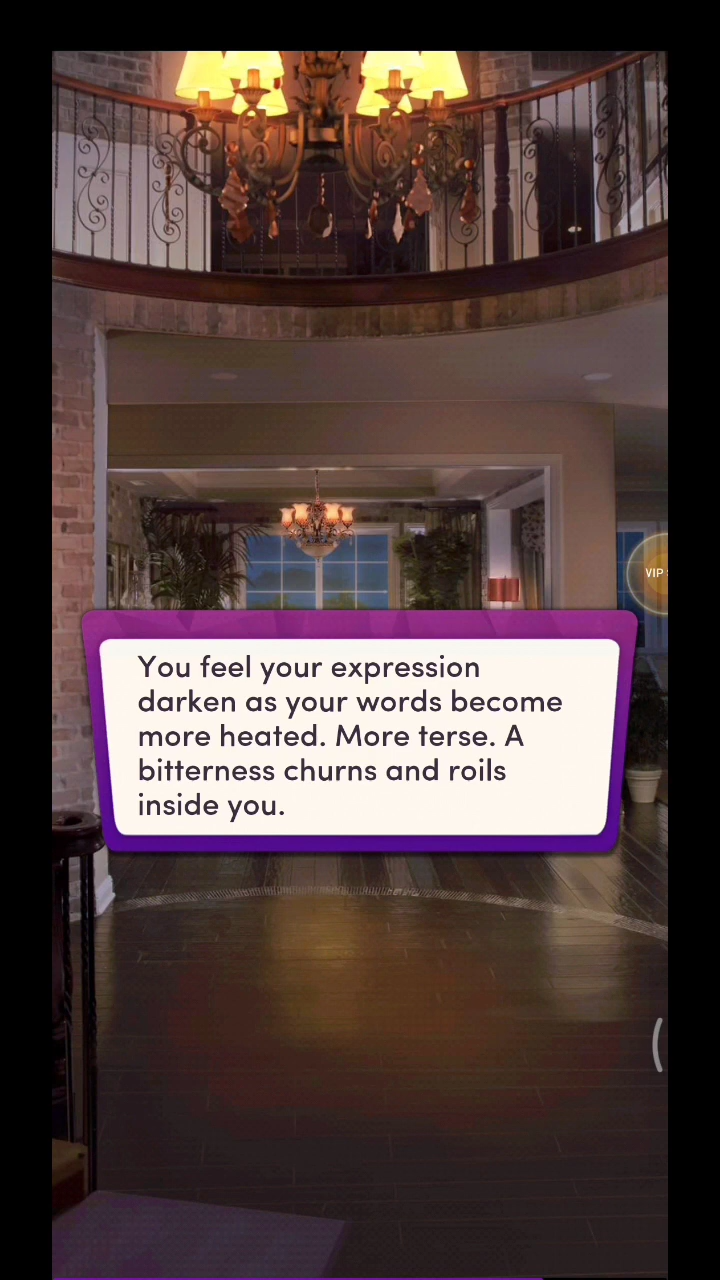 VIP
You feel your expression
darken as your words become
more heated. More terse. A
bitterness churns and roils
inside you.